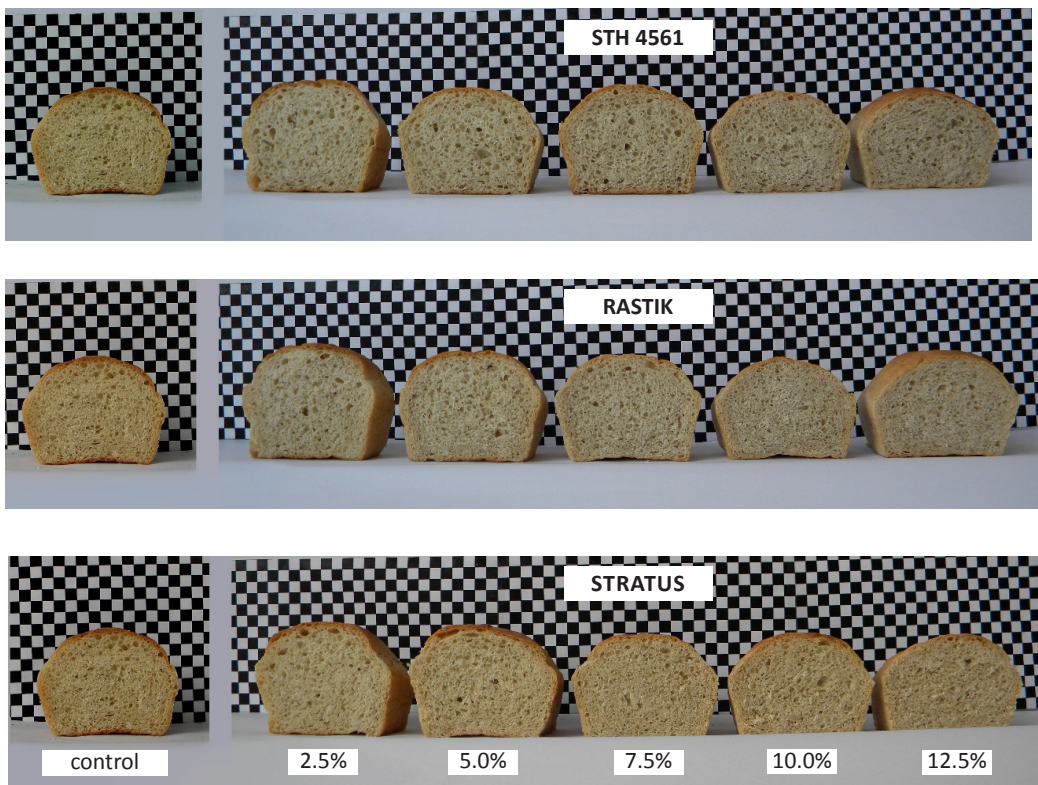 STH 4561
RASTIK
STRATUS
control
2.5%
5.0%
7.5%
10.0%
12.5%